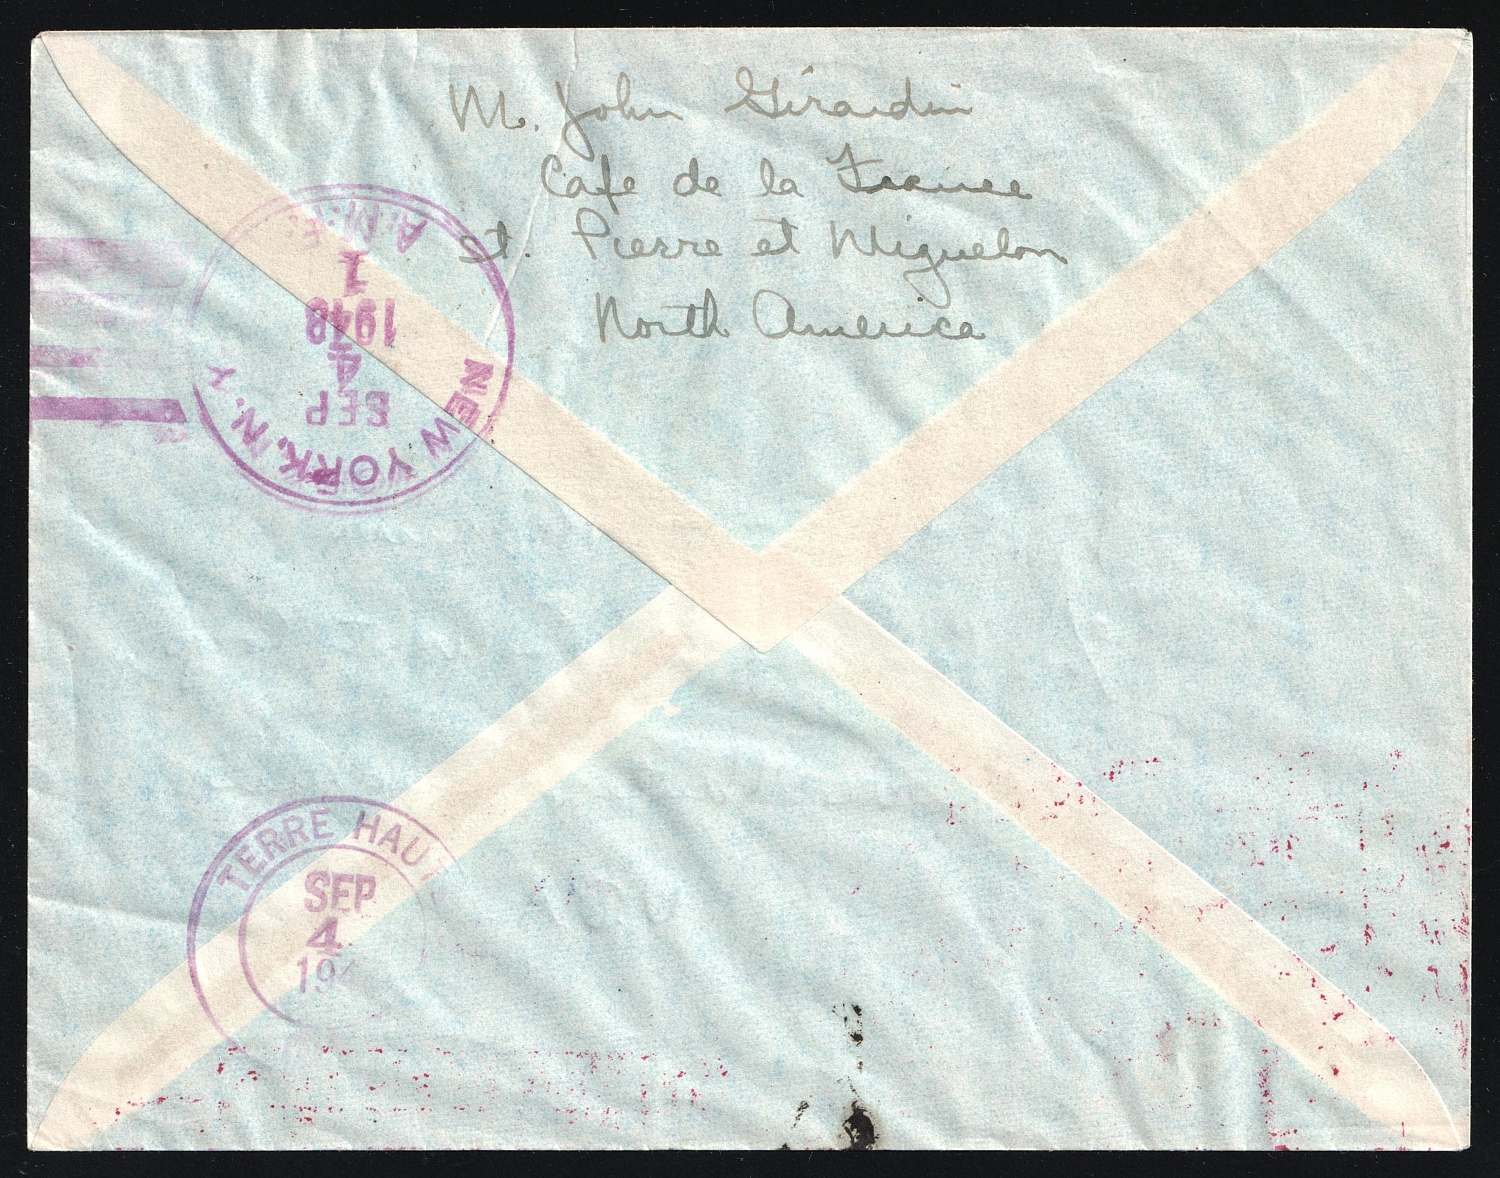 M. John Girardin
Cafe de la France
St. Pierre et Miquelon
North America
NEW YORK, N. Y
SEP
4
1948
1
A.M.
TERRE HAUT
SEP
4
194